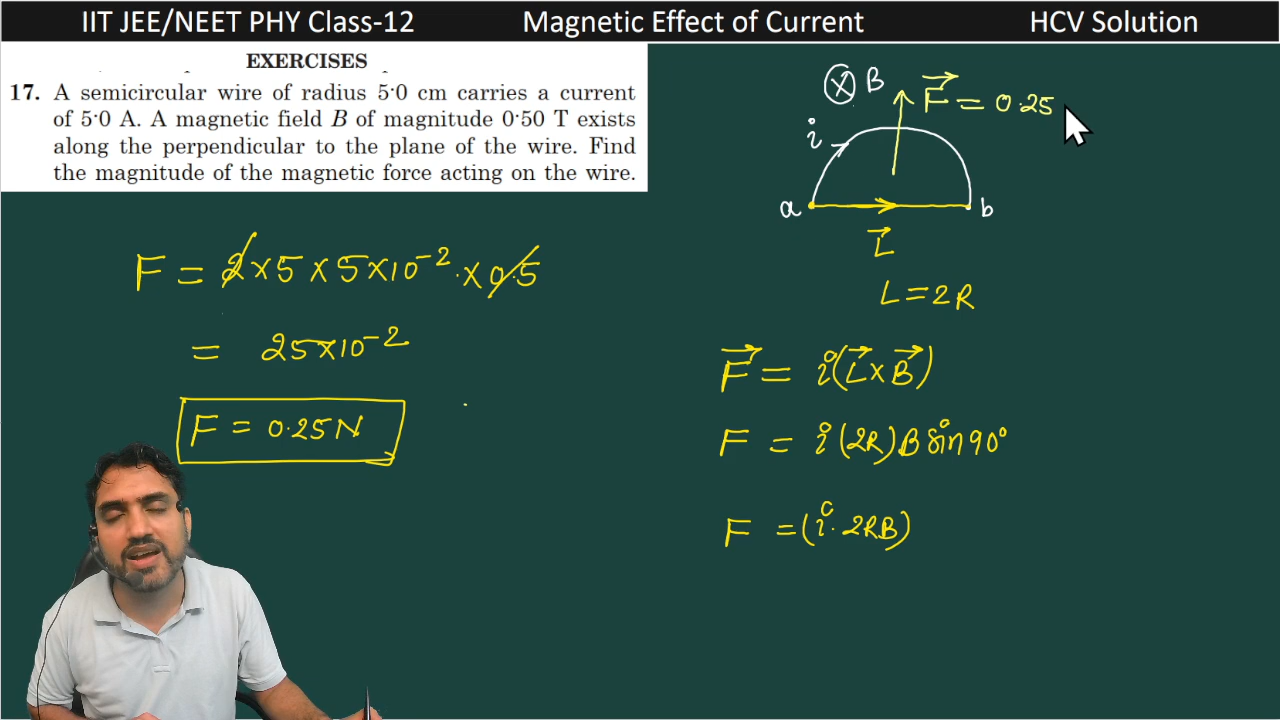 IIT JEE/NEET PHY Class-12 Magnetic Effect of Current HCV Solution
EXERCISES
17. A semicircular wire of radius 5·0 cm carries a current
of 5·0 A. A magnetic field B of magnitude 0·50 T exists
along the perpendicular to the plane of the wire. Find
the magnitude of the magnetic force acting on the wire.
⊗ B
F⃗ = 0.25
i
a
b
L⃗
L = 2R
F = 2 × 5 × 5 × 10⁻² × 0.5
= 25 × 10⁻²
F = 0.25 N
F⃗ = i(L⃗ × B⃗)
F = i (2R) B sin 90°
F = (i · 2RB)